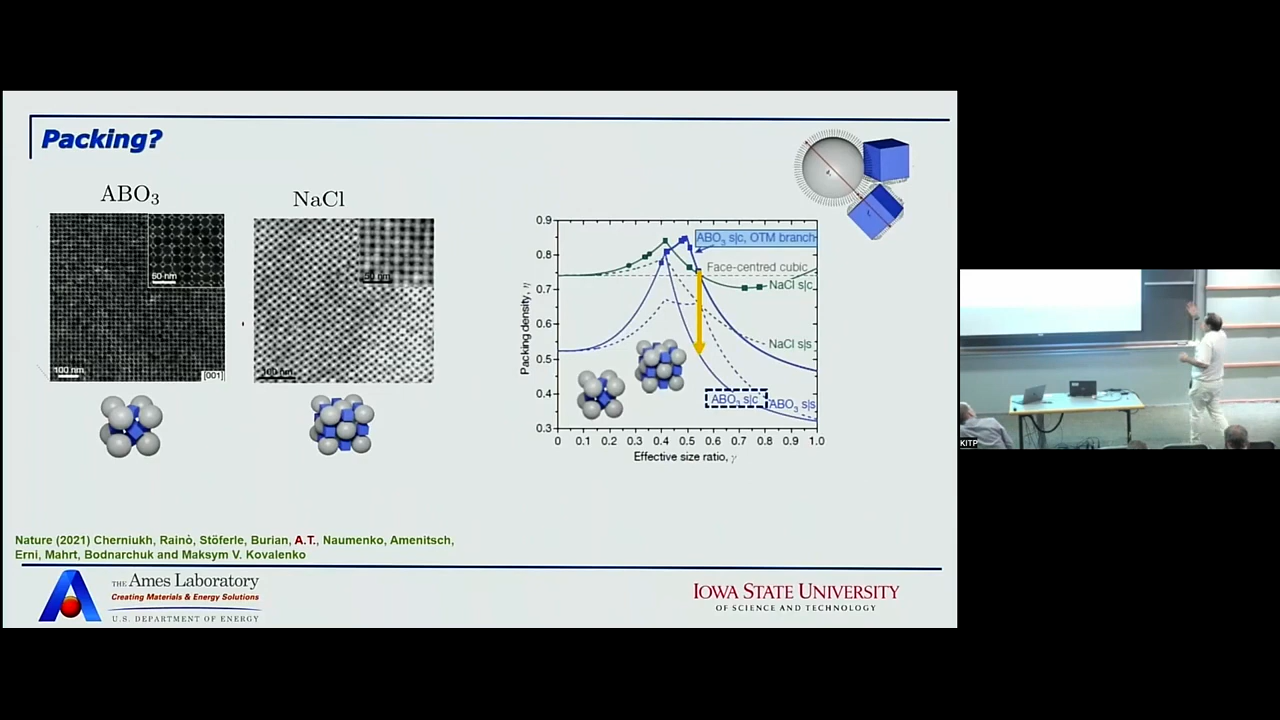 Packing?
ABO3
NaCl
50 nm
100 nm
[001]
50 nm
100 nm
Packing density, η
0.9
0.8
0.7
0.6
0.5
0.4
0.3
0
0.1
0.2
0.3
0.4
0.5
0.6
0.7
0.8
0.9
1.0
Effective size ratio, γ
ABO3 s|c, OTM branch
Face-centred cubic
NaCl s|c
NaCl s|s
ABO3 s|c
ABO3 s|s
Nature (2021) Cherniukh, Rainò, Stöferle, Burian, A.T., Naumenko, Amenitsch,
Erni, Mahrt, Bodnarchuk and Maksym V. Kovalenko
THE Ames Laboratory
Creating Materials & Energy Solutions
U.S. DEPARTMENT OF ENERGY
IOWA STATE UNIVERSITY
OF SCIENCE AND TECHNOLOGY
KITP